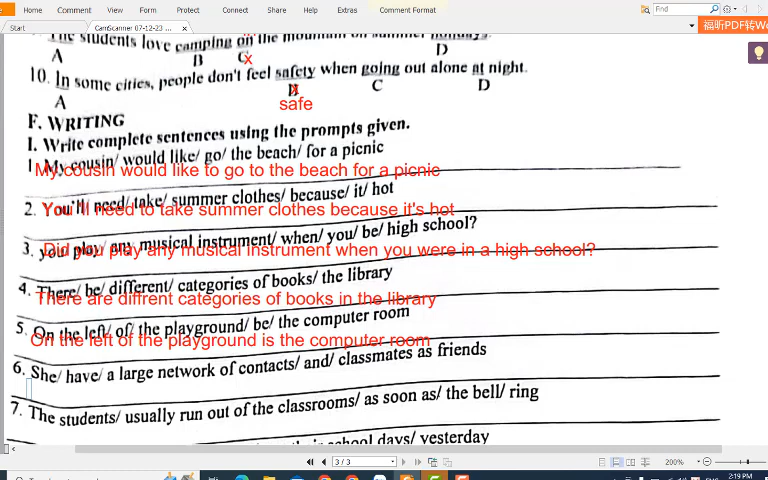 Home Comment View Form Protect Connect Share Help Extras Comment Format
Find
Start CamScanner 07-12-23 ... ×
福昕PDF转W
The students love camping on the mountain on summer holidays.
A B C D
x
10. In some cities, people don't feel safety when going out alone at night.
A B C D
x
safe
F. WRITING
I. Write complete sentences using the prompts given.
1. My cousin/ would like/ go/ the beach/ for a picnic
My cousin would like to go to the beach for a picnic
2. You'll need/ take/ summer clothes/ because/ it/ hot
You'll need to take summer clothes because it's hot
3. you play/ any musical instrument/ when/ you/ be/ high school?
Did you play any musical instrument when you were in a high school?
4. There/ be/ different/ categories of books/ the library
There are diffrent categories of books in the library
5. On the left/ of/ the playground/ be/ the computer room
On the left of the playground is the computer room
6. She/ have/ a large network of contacts/ and/ classmates as friends
7. The students/ usually run out of the classrooms/ as soon as/ the bell/ ring
school days/ yesterday
3 / 3
200%
ENG
2:19 PM